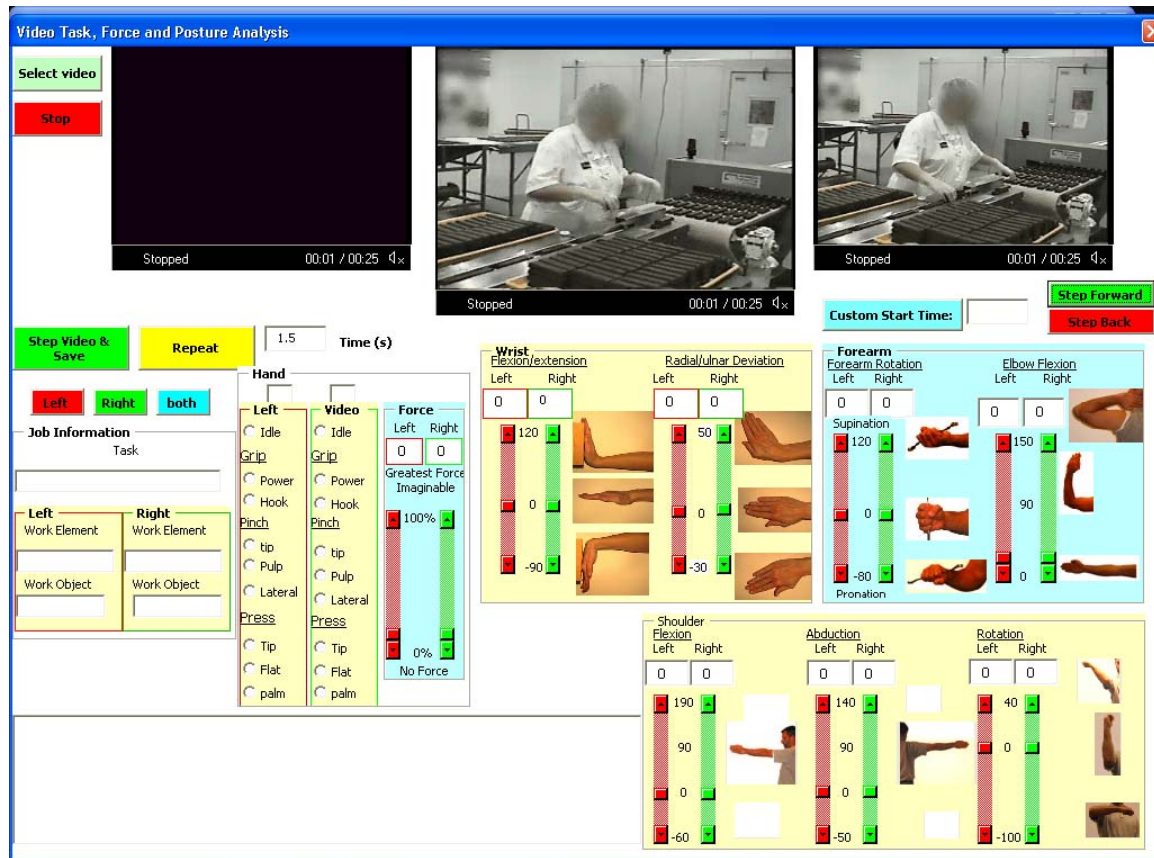 Video Task, Force and Posture Analysis
Select video
Stop
Stopped 00:01 / 00:25
Stopped 00:01 / 00:25
Stopped 00:01 / 00:25
Custom Start Time:
Step Forward
Step Back
Step Video &
Save
Repeat
1.5
Time (s)
Left
Right
both
Job Information
Task
Left
Work Element
Work Object
Right
Work Element
Work Object
Hand
Left
Idle
Grip
Power
Hook
Pinch
tip
Pulp
Lateral
Press
Tip
Flat
palm
Video
Idle
Grip
Power
Hook
Pinch
tip
Pulp
Lateral
Press
Tip
Flat
palm
Force
Left Right
0 0
Greatest Force
Imaginable
100%
0%
No Force
Wrist
Flexion/extension
Left Right
0 0
120
0
-90
Radial/ulnar Deviation
Left Right
0 0
50
0
-30
Forearm
Forearm Rotation
Left Right
0 0
Supination
120
0
-80
Pronation
Elbow Flexion
Left Right
0 0
150
90
0
Shoulder
Flexion
Left Right
0 0
190
90
0
-60
Abduction
Left Right
0 0
140
90
0
-50
Rotation
Left Right
0 0
40
0
-100